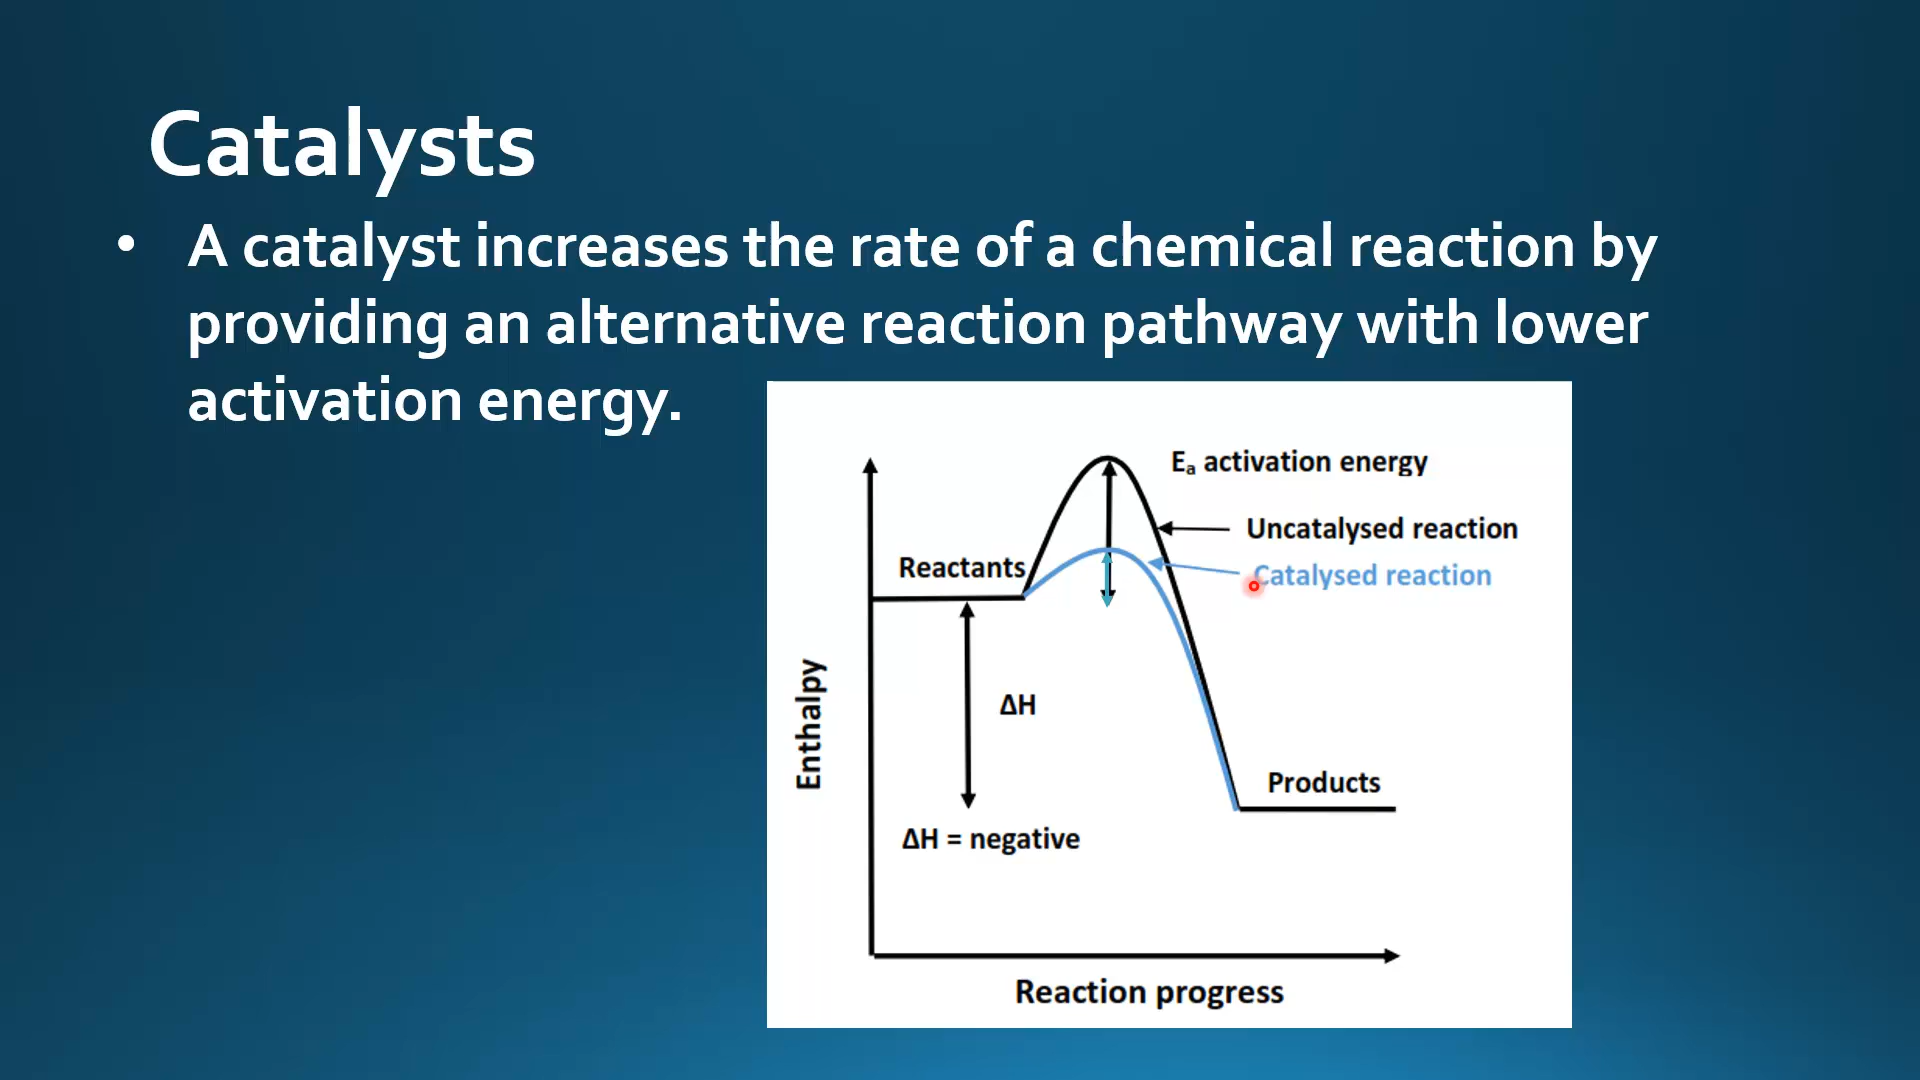 Catalysts
• A catalyst increases the rate of a chemical reaction by
providing an alternative reaction pathway with lower
activation energy.
Eₐ activation energy
Uncatalysed reaction
Reactants
Catalysed reaction
Enthalpy
ΔH
Products
ΔH = negative
Reaction progress